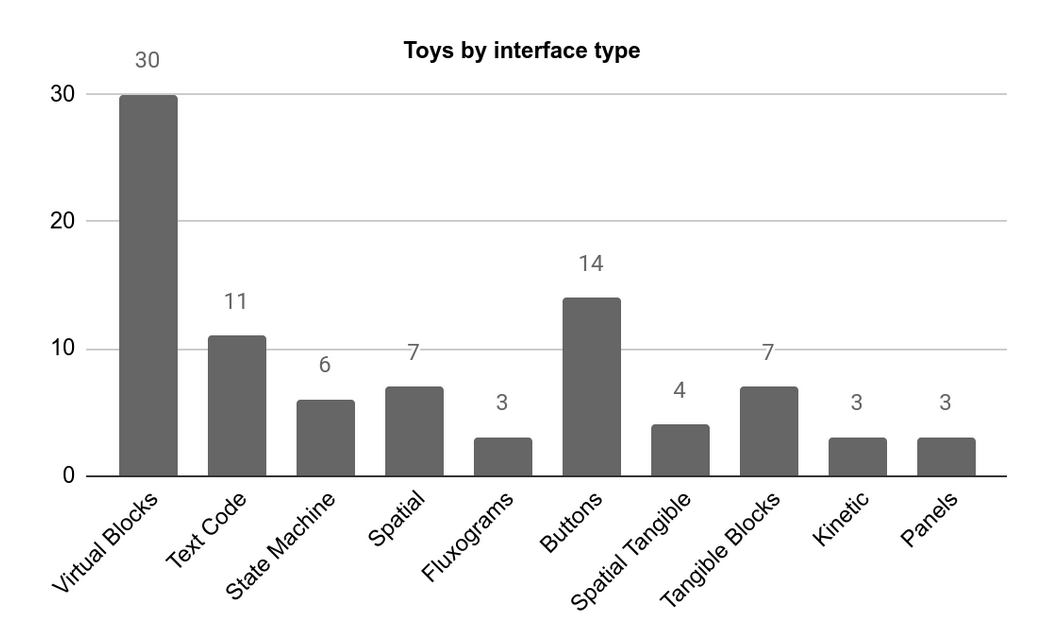 Toys by interface type
30
20
10
0
30
11
6
7
3
14
4
7
3
3
Virtual Blocks
Text Code
State Machine
Spatial
Fluxograms
Buttons
Spatial Tangible
Tangible Blocks
Kinetic
Panels